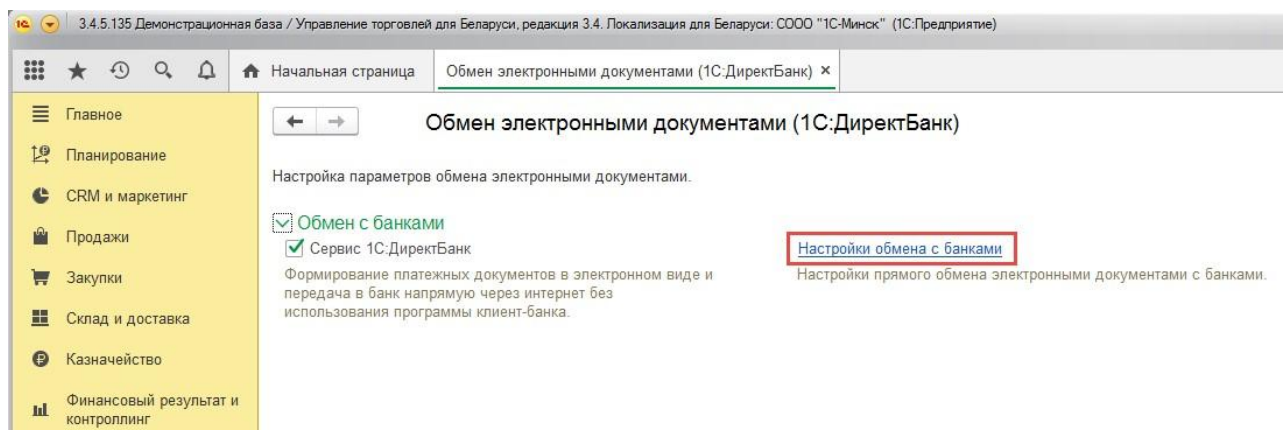 3.4.5.135 Демонстрационная база / Управление торговлей для Беларуси, редакция 3.4. Локализация для Беларуси: СООО "1С-Минск" (1С:Предприятие)
Начальная страница
Обмен электронными документами (1С:ДиректБанк) ×
Главное
Планирование
CRM и маркетинг
Продажи
Закупки
Склад и доставка
Казначейство
Финансовый результат и
контроллинг
Обмен электронными документами (1С:ДиректБанк)
Настройка параметров обмена электронными документами.
Обмен с банками
Сервис 1С:ДиректБанк
Формирование платежных документов в электронном виде и
передача в банк напрямую через интернет без
использования программы клиент-банка.
Настройки обмена с банками
Настройки прямого обмена электронными документами с банками.